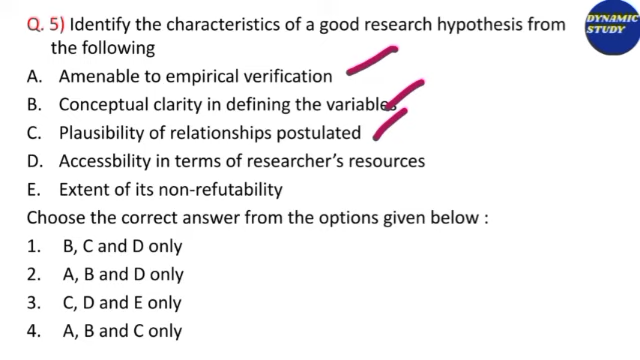 Q. 5) Identify the characteristics of a good research hypothesis from
the following
DYNAMIC
STUDY
A. Amenable to empirical verification
B. Conceptual clarity in defining the variables
C. Plausibility of relationships postulated
D. Accessbility in terms of researcher's resources
E. Extent of its non-refutability
Choose the correct answer from the options given below :
1. B, C and D only
2. A, B and D only
3. C, D and E only
4. A, B and C only